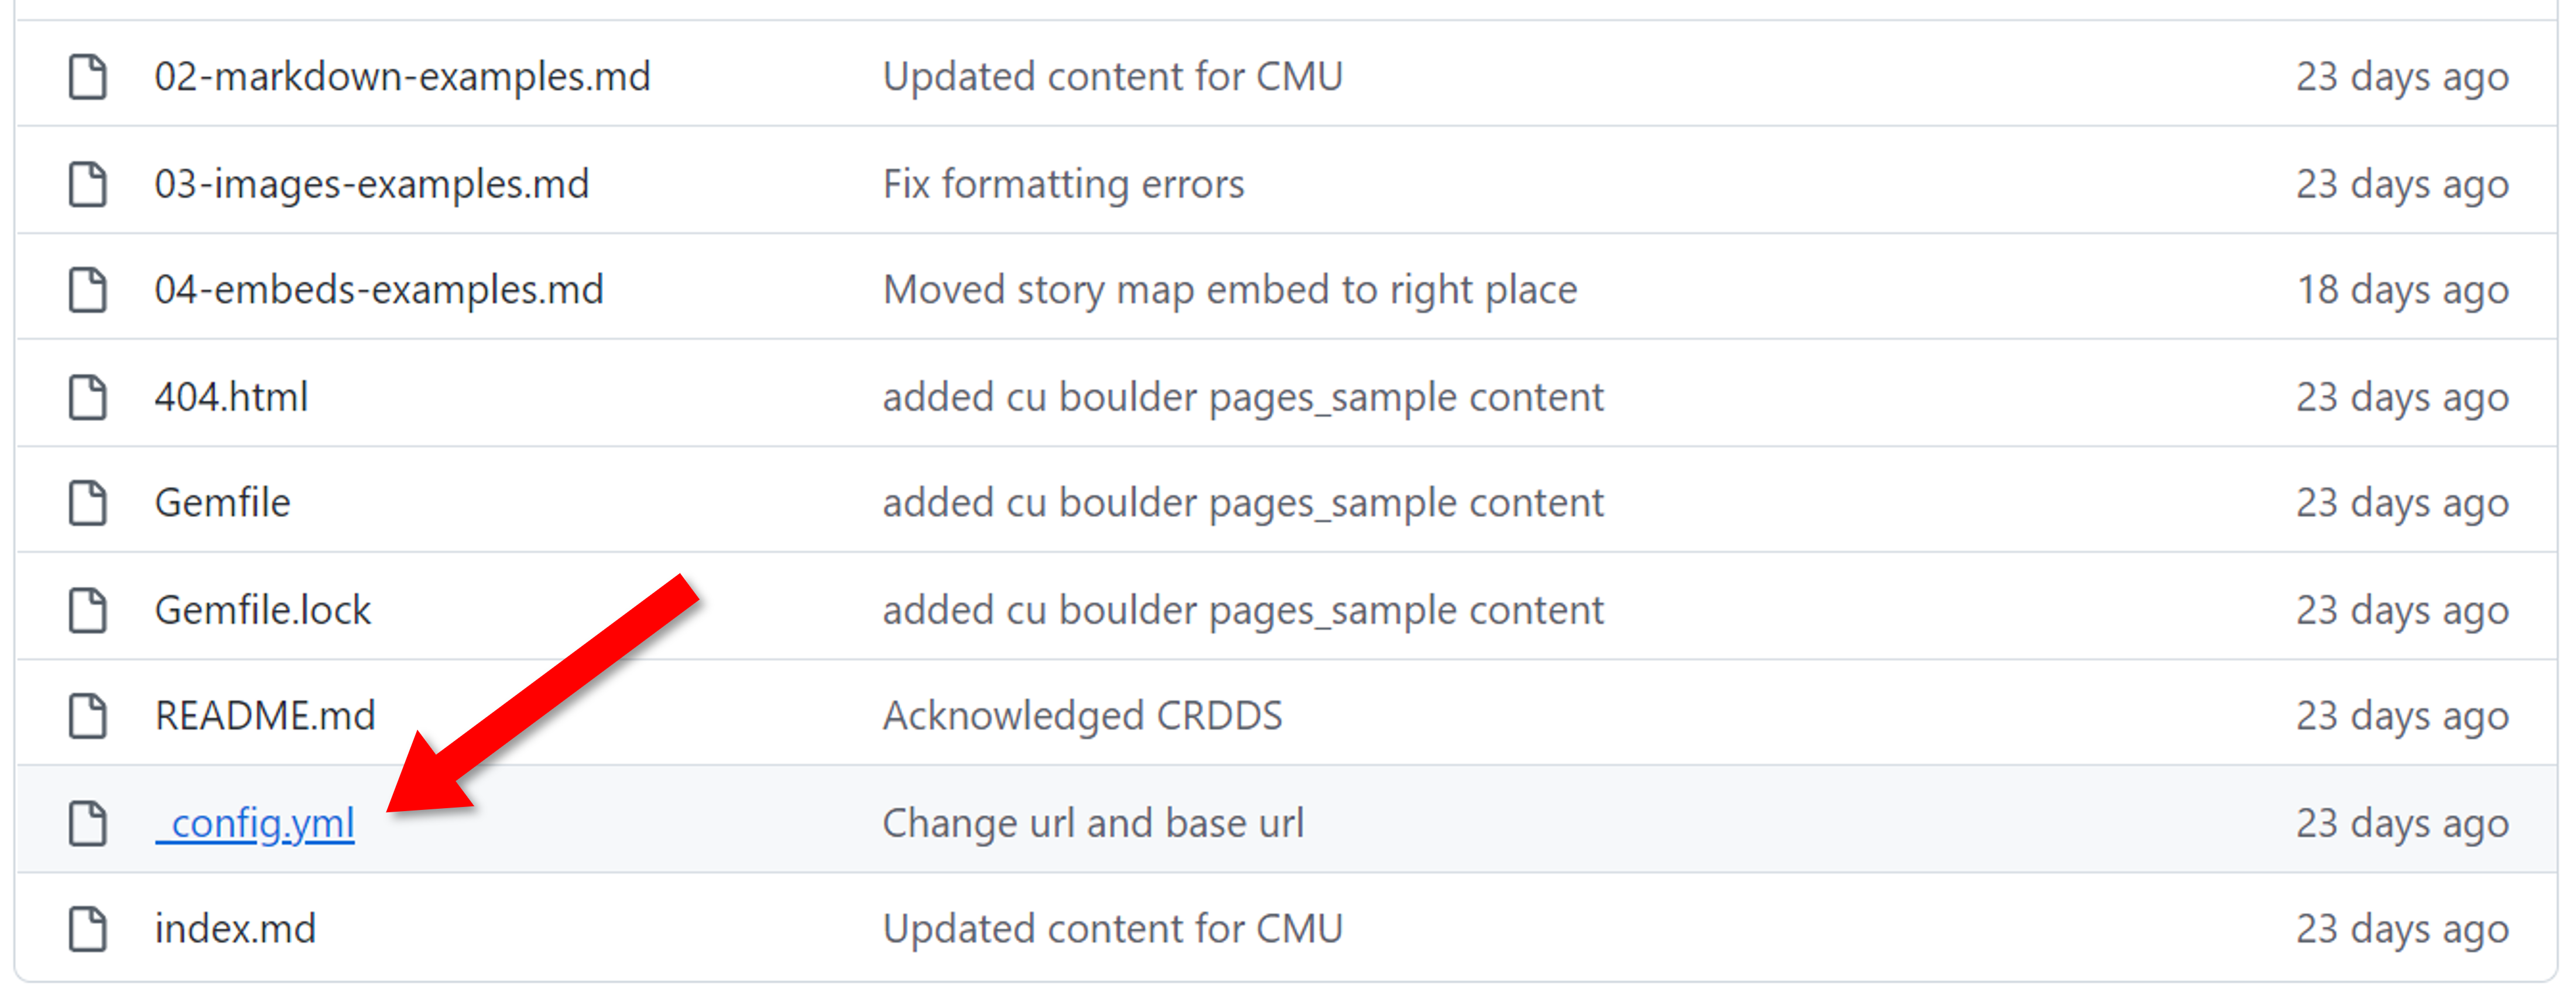 02-markdown-examples.md Updated content for CMU 23 days ago
03-images-examples.md Fix formatting errors 23 days ago
04-embeds-examples.md Moved story map embed to right place 18 days ago
404.html added cu boulder pages_sample content 23 days ago
Gemfile added cu boulder pages_sample content 23 days ago
Gemfile.lock added cu boulder pages_sample content 23 days ago
README.md Acknowledged CRDDS 23 days ago
_config.yml Change url and base url 23 days ago
index.md Updated content for CMU 23 days ago